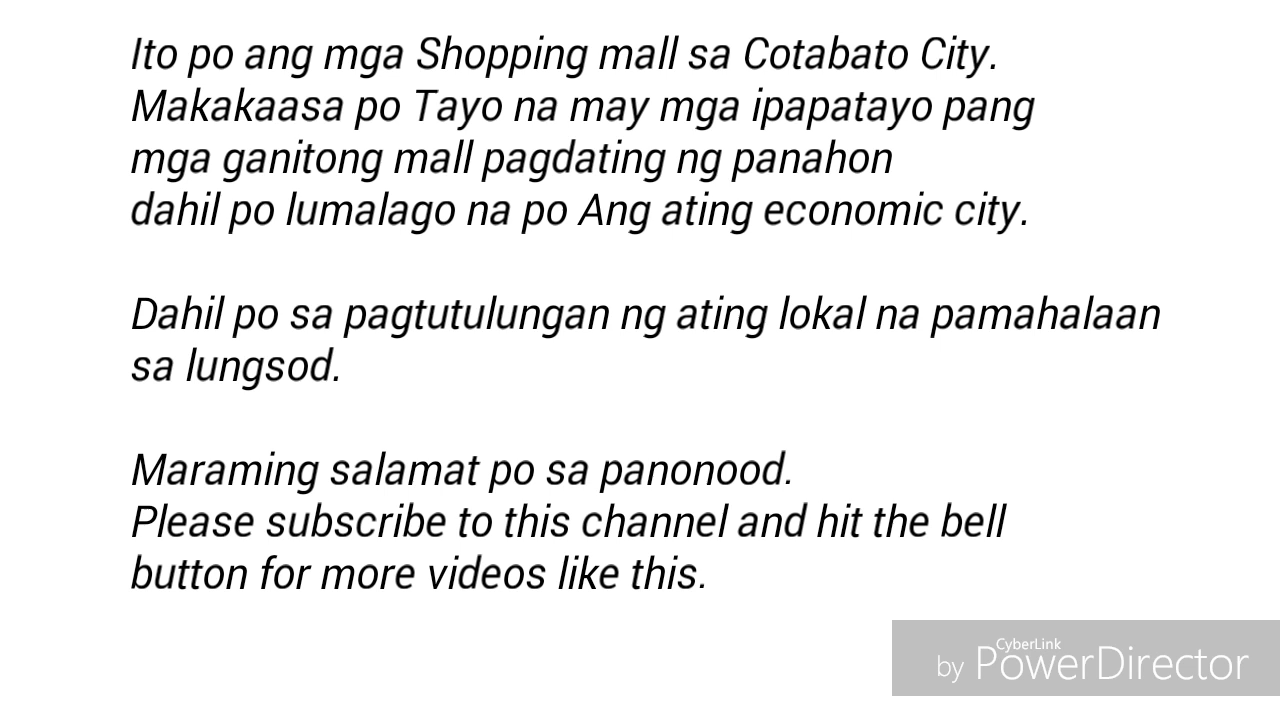 Ito po ang mga Shopping mall sa Cotabato City.
Makakaasa po Tayo na may mga ipapatayo pang
mga ganitong mall pagdating ng panahon
dahil po lumalago na po Ang ating economic city.
Dahil po sa pagtutulungan ng ating lokal na pamahalaan
sa lungsod.
Maraming salamat po sa panonood.
Please subscribe to this channel and hit the bell
button for more videos like this.
CyberLink
by PowerDirector